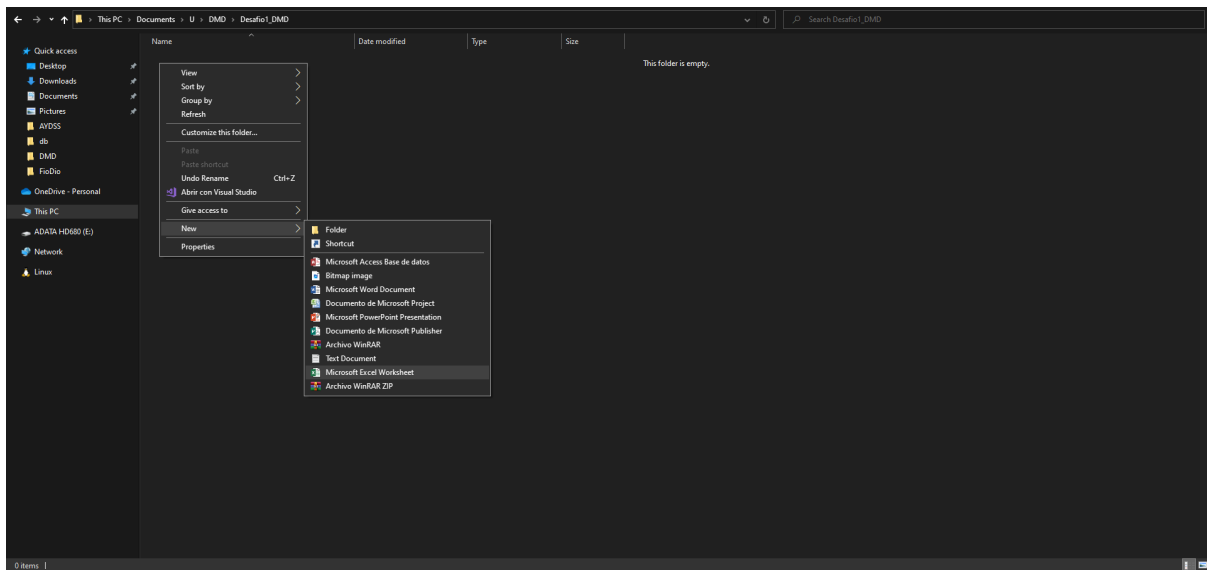 This PC › Documents › U › DMD › Desafio1_DMD
Search Desafio1_DMD
Name Date modified Type Size
This folder is empty.
Quick access
Desktop
Downloads
Documents
Pictures
AYDSS
db
DMD
FioDio
OneDrive - Personal
This PC
ADATA HD680 (E:)
Network
Linux
View
Sort by
Group by
Refresh
Customize this folder...
Paste
Paste shortcut
Undo Rename Ctrl+Z
Abrir con Visual Studio
Give access to
New
Properties
Folder
Shortcut
Microsoft Access Base de datos
Bitmap image
Microsoft Word Document
Documento de Microsoft Project
Microsoft PowerPoint Presentation
Documento de Microsoft Publisher
Archivo WinRAR
Text Document
Microsoft Excel Worksheet
Archivo WinRAR ZIP
0 items